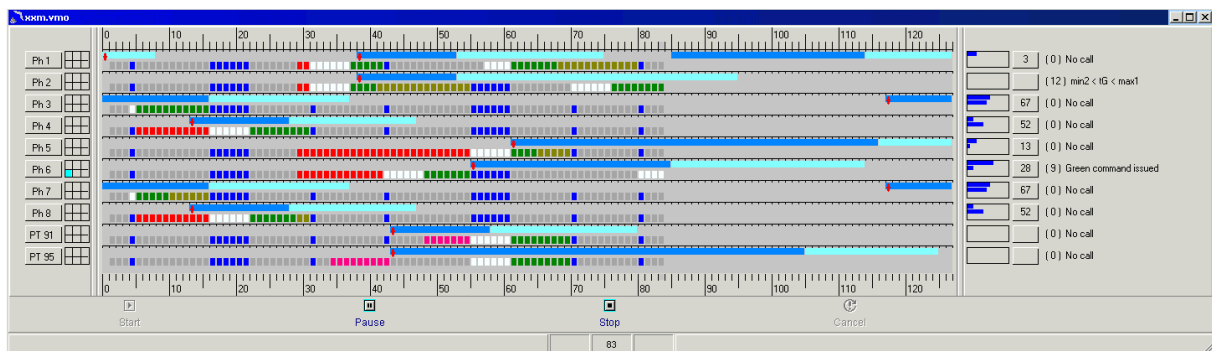 xxm.vmo
0 10 20 30 40 50 60 70 80 90 100 110 120
Ph 1 3 ( 0 ) No call
Ph 2 ( 12 ) min2 < tG < max1
Ph 3 67 ( 0 ) No call
Ph 4 52 ( 0 ) No call
Ph 5 13 ( 0 ) No call
Ph 6 28 ( 9 ) Green command issued
Ph 7 67 ( 0 ) No call
Ph 8 52 ( 0 ) No call
PT 91 ( 0 ) No call
PT 95 ( 0 ) No call
0 10 20 30 40 50 60 70 80 90 100 110 120
Start Pause Stop Cancel
83